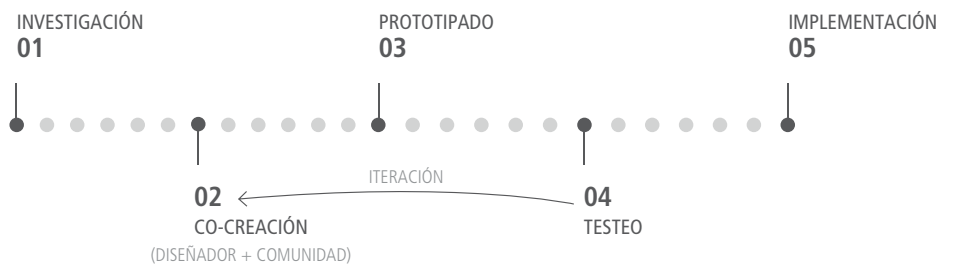 INVESTIGACIÓN
01
PROTOTIPADO
03
IMPLEMENTACIÓN
05
ITERACIÓN
02
CO-CREACIÓN
(DISEÑADOR + COMUNIDAD)
04
TESTEO